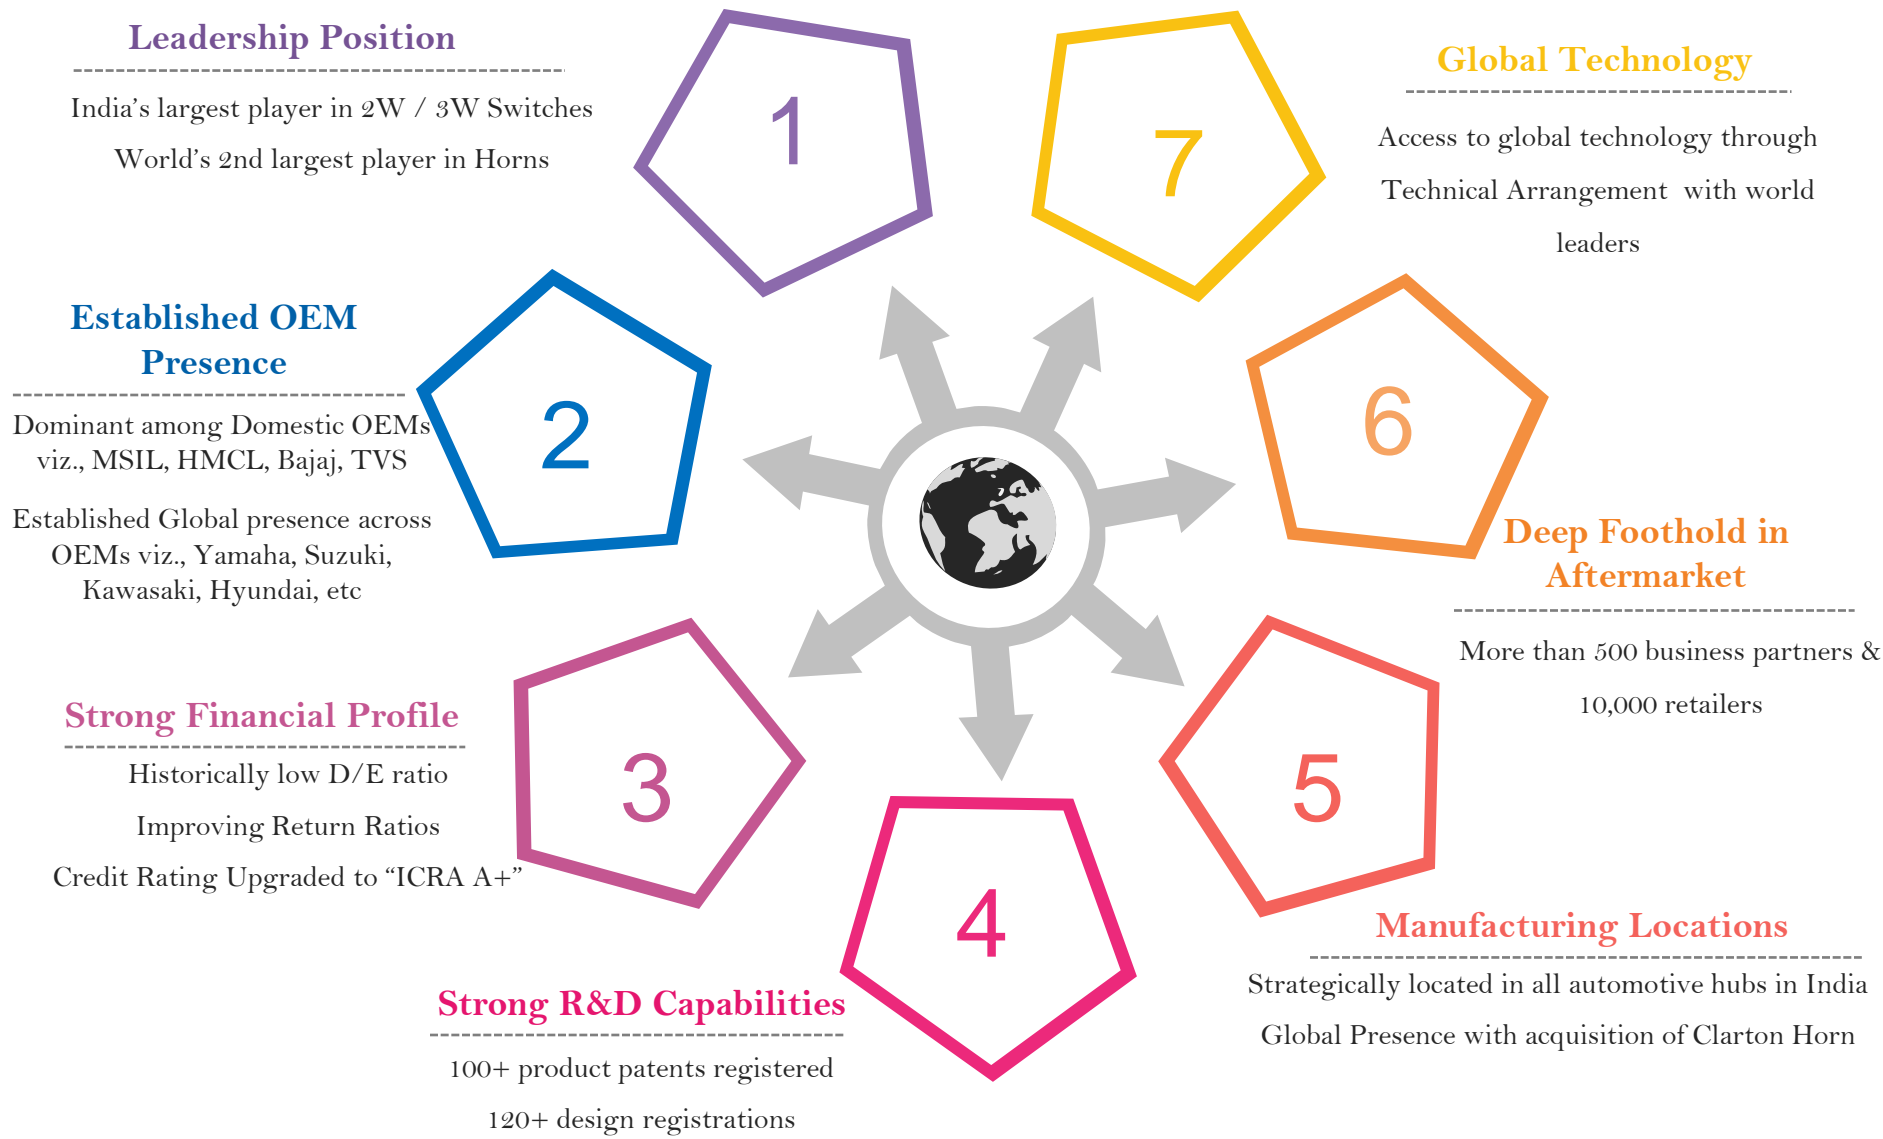 Leadership Position
India’s largest player in 2W / 3W Switches
World’s 2nd largest player in Horns
1
Established OEM
Presence
Dominant among Domestic OEMs
viz., MSIL, HMCL, Bajaj, TVS
Established Global presence across
OEMs viz., Yamaha, Suzuki,
Kawasaki, Hyundai, etc
2
Strong Financial Profile
Historically low D/E ratio
Improving Return Ratios
Credit Rating Upgraded to “ICRA A+”
3
Strong R&D Capabilities
100+ product patents registered
120+ design registrations
4
5
Manufacturing Locations
Strategically located in all automotive hubs in India
Global Presence with acquisition of Clarton Horn
6
Deep Foothold in
Aftermarket
More than 500 business partners &
10,000 retailers
7
Global Technology
Access to global technology through
Technical Arrangement  with world
leaders